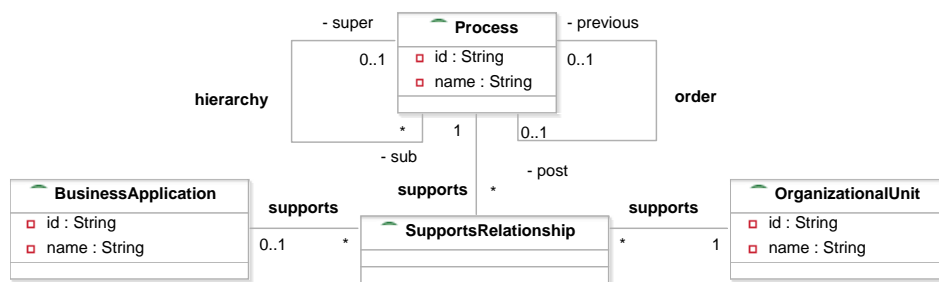 - super
Process
- previous
0..1
id : String
0..1
name : String
hierarchy
order
*
1
0..1
- sub
- post
supports
*
BusinessApplication
id : String
name : String
supports
0..1
*
SupportsRelationship
supports
*
1
OrganizationalUnit
id : String
name : String